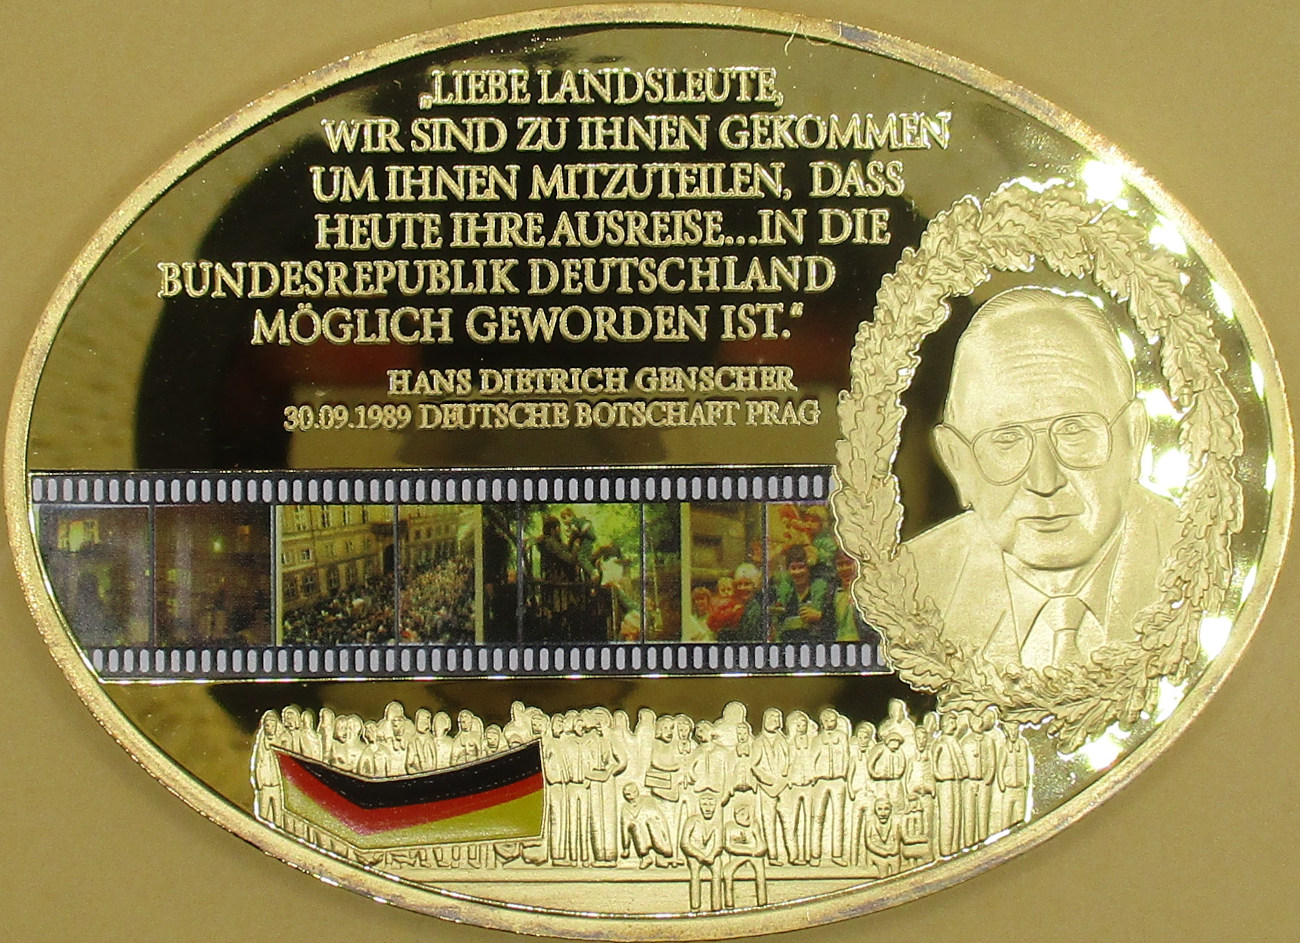 „LIEBE LANDSLEUTE,
WIR SIND ZU IHNEN GEKOMMEN
UM IHNEN MITZUTEILEN, DASS
HEUTE IHRE AUSREISE...IN DIE
BUNDESREPUBLIK DEUTSCHLAND
MÖGLICH GEWORDEN IST.“
HANS DIETRICH GENSCHER
30.09.1989 DEUTSCHE BOTSCHAFT PRAG